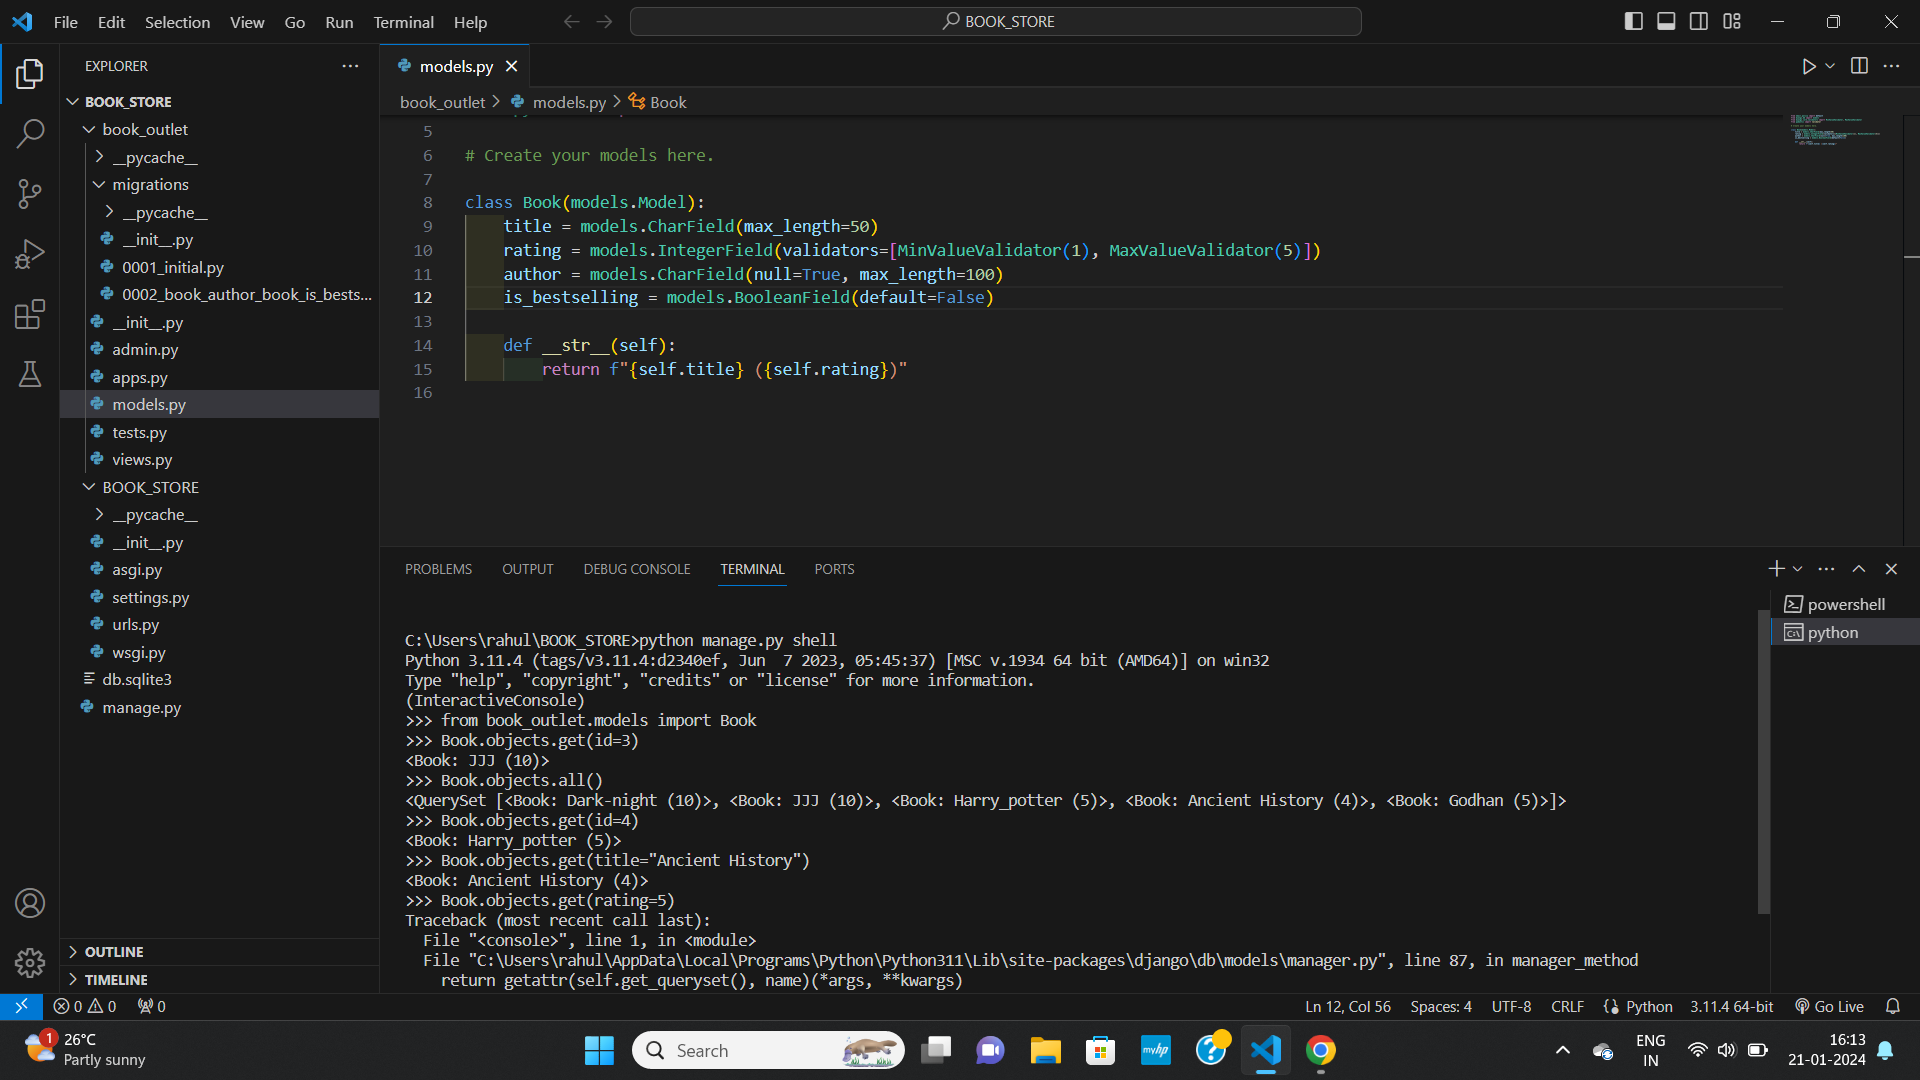 File Edit Selection View Go Run Terminal Help
BOOK_STORE
EXPLORER
BOOK_STORE
book_outlet
__pycache__
migrations
__pycache__
__init__.py
0001_initial.py
0002_book_author_book_is_bests...
__init__.py
admin.py
apps.py
models.py
tests.py
views.py
BOOK_STORE
__pycache__
__init__.py
asgi.py
settings.py
urls.py
wsgi.py
db.sqlite3
manage.py
OUTLINE
TIMELINE
models.py
book_outlet > models.py > Book
5
6 # Create your models here.
7
8 class Book(models.Model):
9 title = models.CharField(max_length=50)
10 rating = models.IntegerField(validators=[MinValueValidator(1), MaxValueValidator(5)])
11 author = models.CharField(null=True, max_length=100)
12 is_bestselling = models.BooleanField(default=False)
13
14 def __str__(self):
15 return f"{self.title} ({self.rating})"
16
PROBLEMS OUTPUT DEBUG CONSOLE TERMINAL PORTS
powershell
python
C:\Users\rahul\BOOK_STORE>python manage.py shell
Python 3.11.4 (tags/v3.11.4:d2340ef, Jun  7 2023, 05:45:37) [MSC v.1934 64 bit (AMD64)] on win32
Type "help", "copyright", "credits" or "license" for more information.
(InteractiveConsole)
>>> from book_outlet.models import Book
>>> Book.objects.get(id=3)
<Book: JJJ (10)>
>>> Book.objects.all()
<QuerySet [<Book: Dark-night (10)>, <Book: JJJ (10)>, <Book: Harry_potter (5)>, <Book: Ancient History (4)>, <Book: Godhan (5)>]>
>>> Book.objects.get(id=4)
<Book: Harry_potter (5)>
>>> Book.objects.get(title="Ancient History")
<Book: Ancient History (4)>
>>> Book.objects.get(rating=5)
Traceback (most recent call last):
File "<console>", line 1, in <module>
File "C:\Users\rahul\AppData\Local\Programs\Python\Python311\Lib\site-packages\django\db\models\manager.py", line 87, in manager_method
return getattr(self.get_queryset(), name)(*args, **kwargs)
0 0 0
Ln 12, Col 56 Spaces: 4 UTF-8 CRLF Python 3.11.4 64-bit Go Live
1
26°C
Partly sunny
Search
myhp
ENG
IN
16:13
21-01-2024